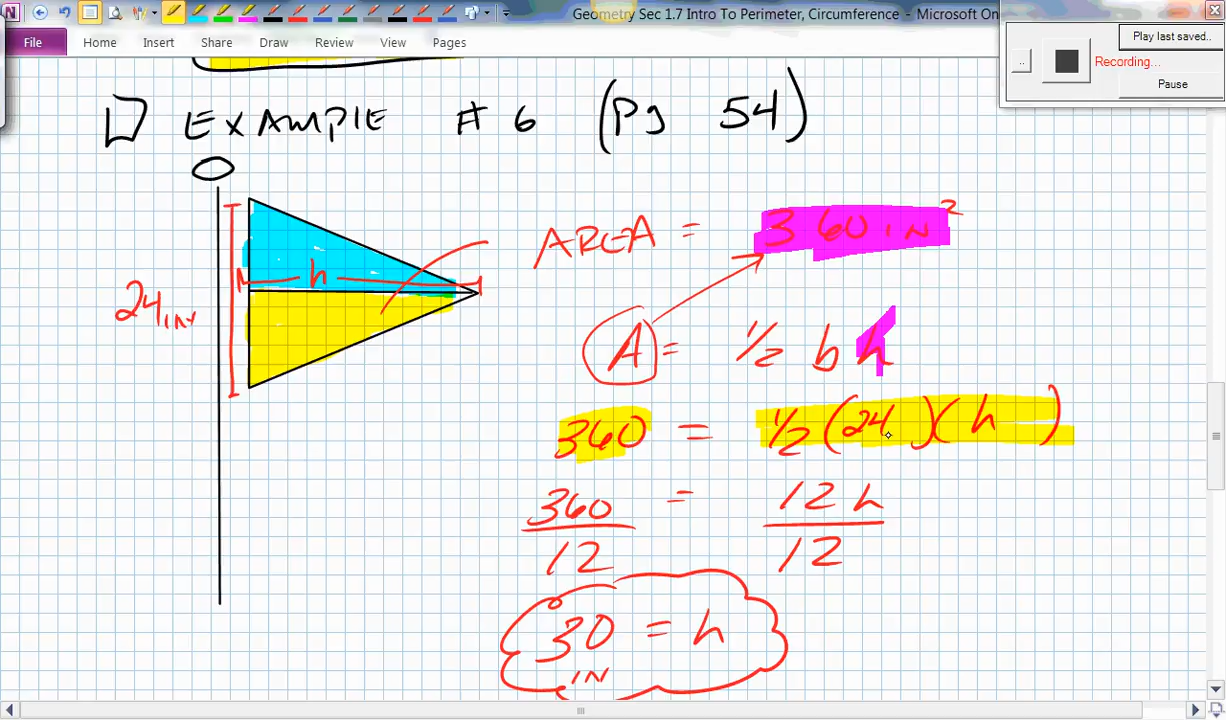 Geometry Sec 1.7 Intro To Perimeter, Circumference - Microsoft On
File Home Insert Share Draw Review View Pages
Play last saved..
.. Recording...
Pause
EXAMPLE # 6 (Pg 54)
AREA = 360 IN²
h
24 IN
A = 1/2 b h
360 = 1/2 (24)(h)
360 = 12 h
12 12
30 = h
IN